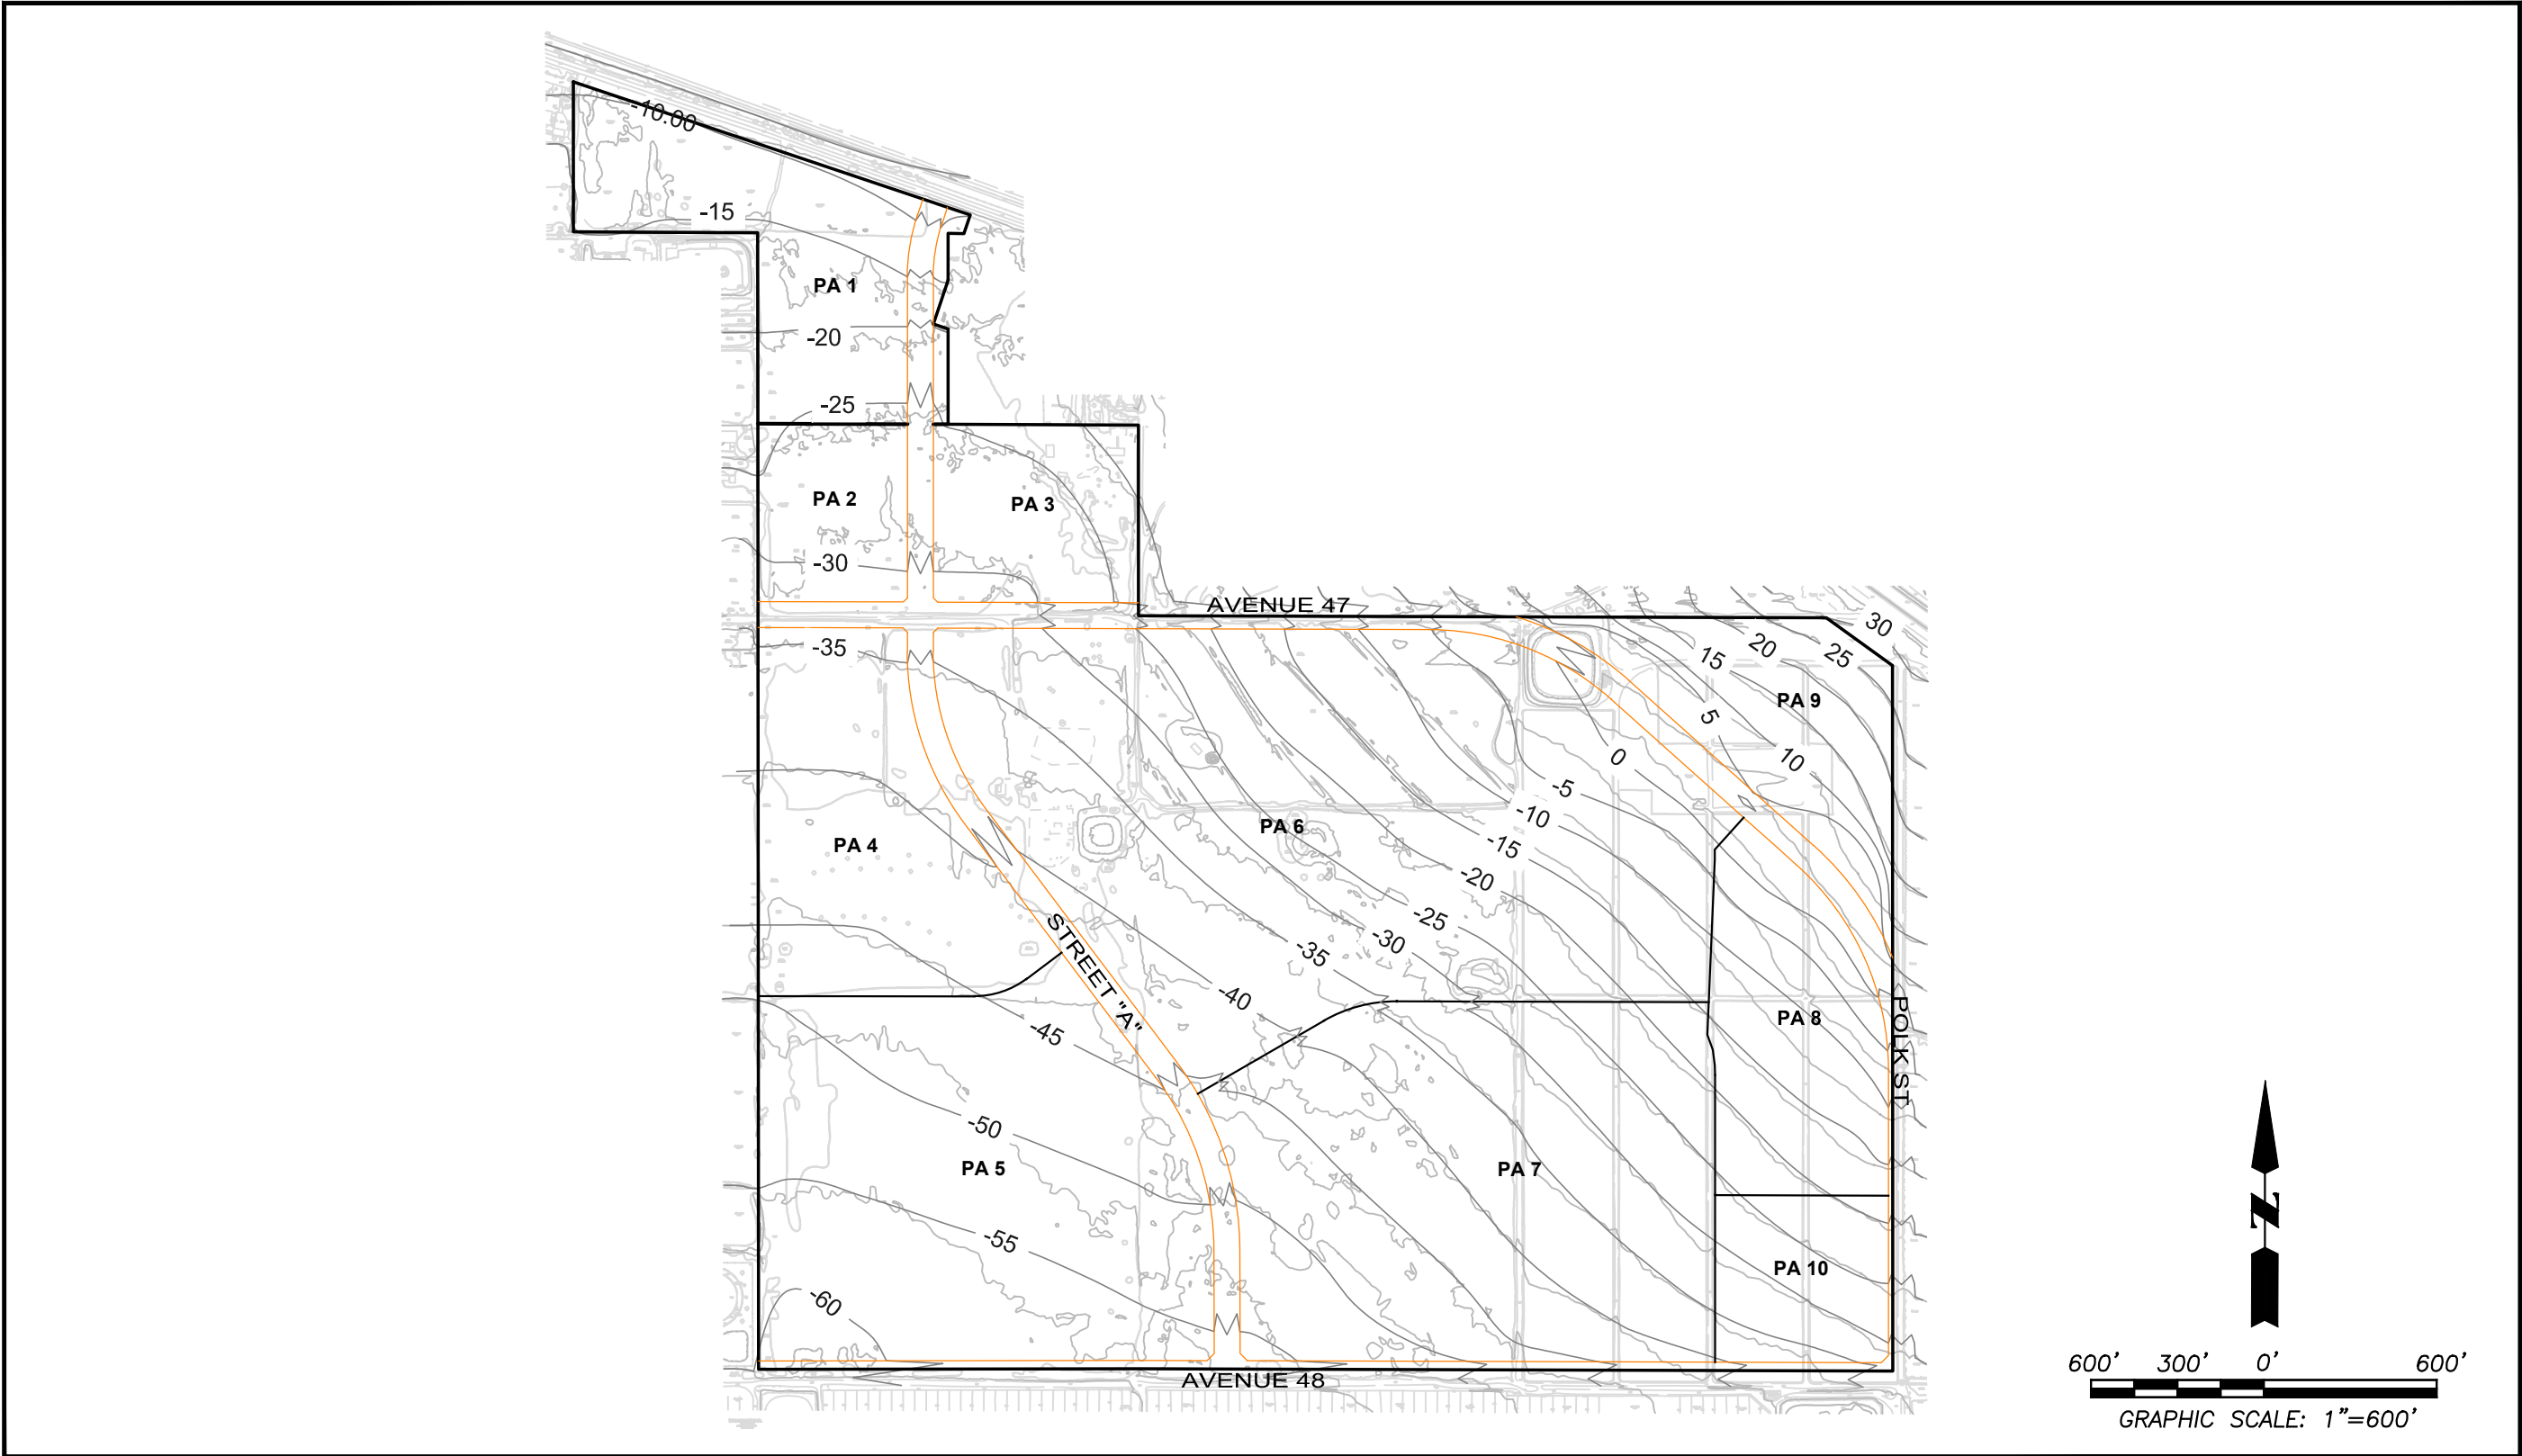 -10.00
-15
PA 1
-20
-25
PA 2
PA 3
-30
AVENUE 47
30
-35
15
20
25
PA 9
5
0
10
-5
-10
PA 6
-15
PA 4
-20
-25
-30
-35
STREET "A"
-40
-45
PA 8
POLK ST
-50
PA 5
PA 7
-55
PA 10
-60
N
AVENUE 48
600' 300' 0' 600'
GRAPHIC SCALE: 1"=600'